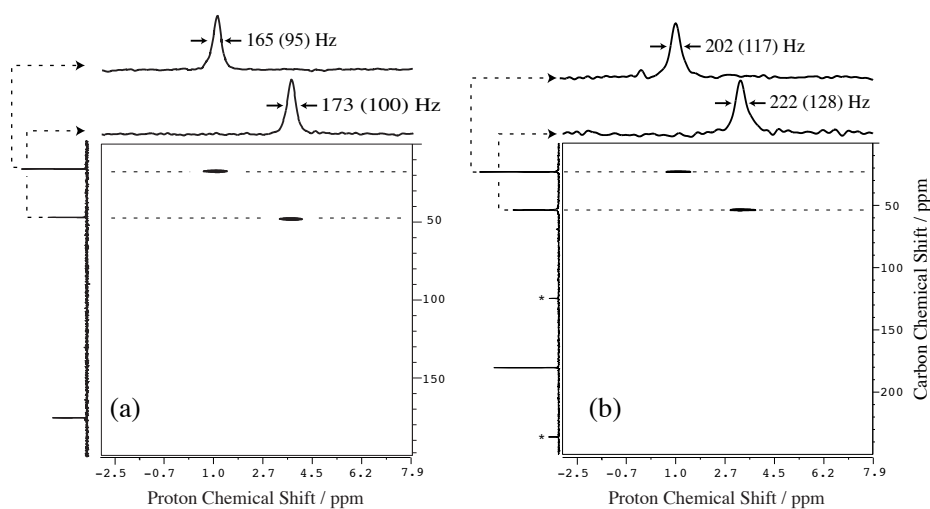 165 (95) Hz
173 (100) Hz
50
100
150
(a)
-2.5 -0.7 1.0 2.7 4.5 6.2 7.9
Proton Chemical Shift / ppm
202 (117) Hz
222 (128) Hz
50
100
150
200
Carbon Chemical Shift / ppm
*
*
(b)
-2.5 -0.7 1.0 2.7 4.5 6.2 7.9
Proton Chemical Shift / ppm